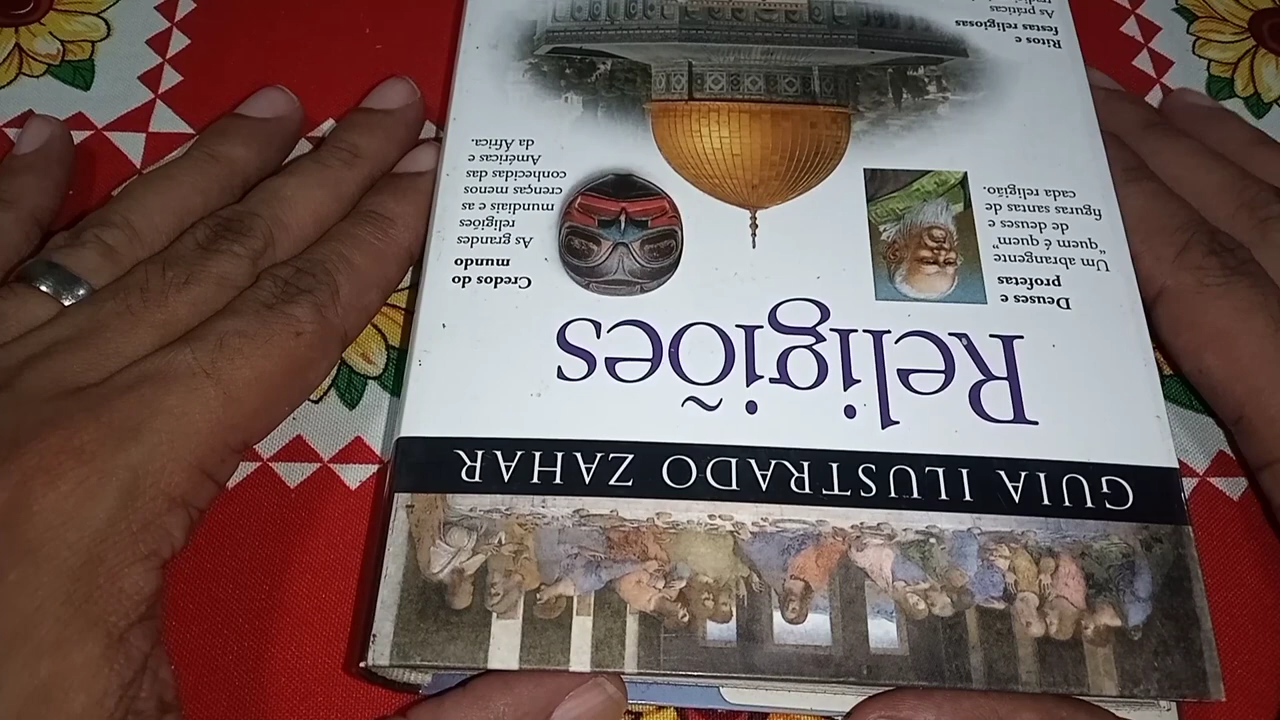 GUIA ILUSTRADO ZAHAR
Religiões
Deuses e
profetas
Um abrangente
"quem é quem"
de deuses e
figuras santas de
cada religião.
Credos do
mundo
As grandes
religiões
mundiais e as
crenças menos
conhecidas das
Américas e
da África.
Ritos e
festas religiosas
As práticas